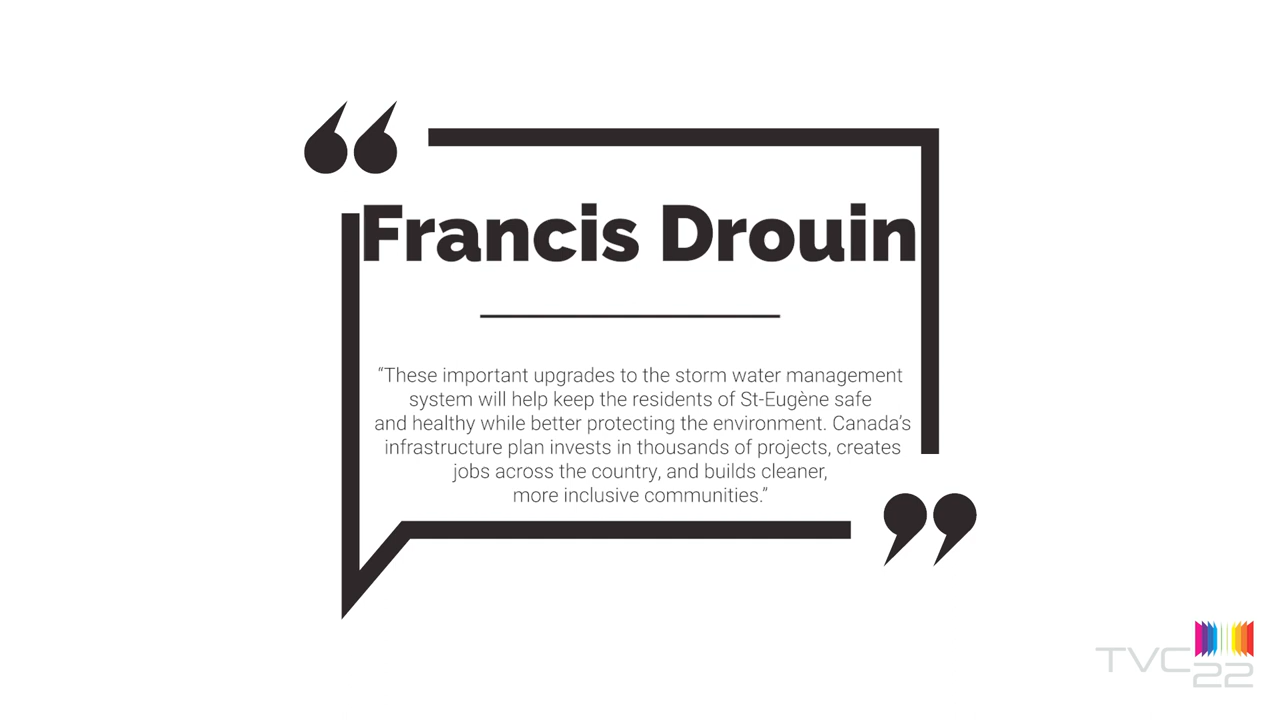 Francis Drouin
“These important upgrades to the storm water management
system will help keep the residents of St-Eugène safe
and healthy while better protecting the environment. Canada’s
infrastructure plan invests in thousands of projects, creates
jobs across the country, and builds cleaner,
more inclusive communities.”
TVC
22